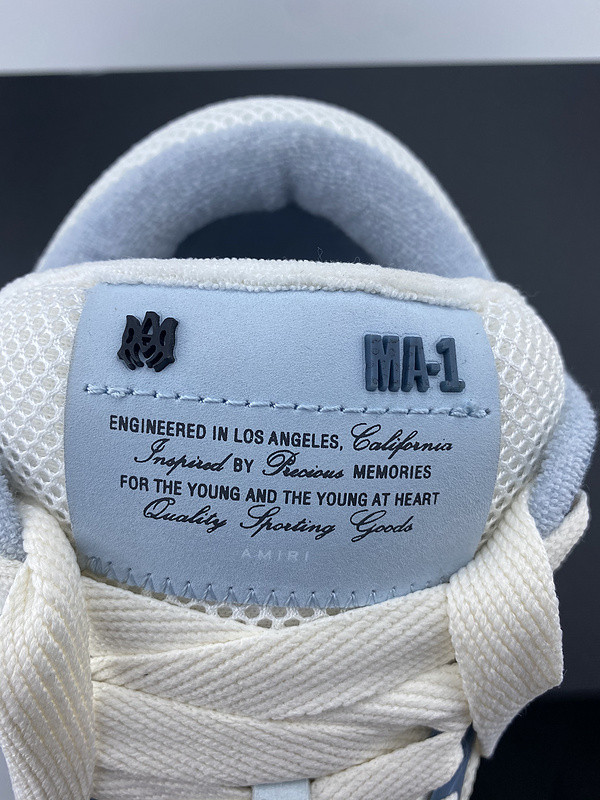 MA-1
ENGINEERED IN LOS ANGELES, California
Inspired BY Precious MEMORIES
FOR THE YOUNG AND THE YOUNG AT HEART
Quality Sporting Goods
AMIRI